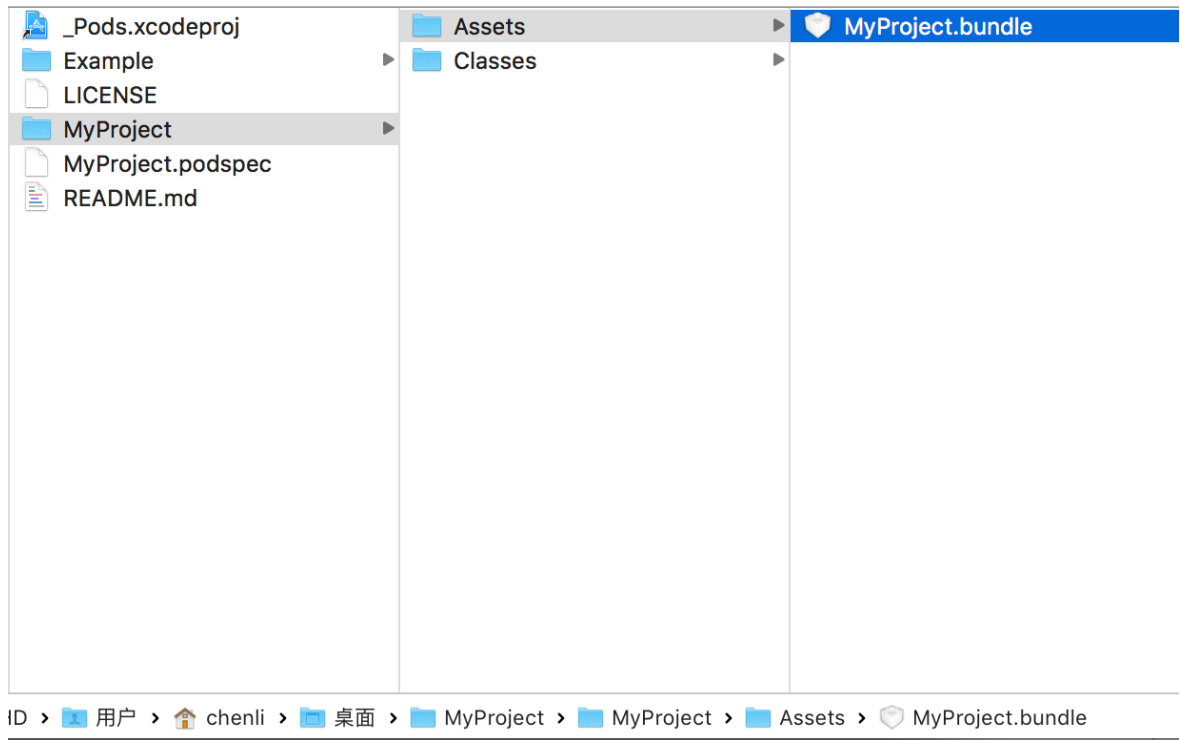 _Pods.xcodeproj
Example
LICENSE
MyProject
MyProject.podspec
README.md
Assets
Classes
MyProject.bundle
HD › 用户 › chenli › 桌面 › MyProject › MyProject › Assets › MyProject.bundle